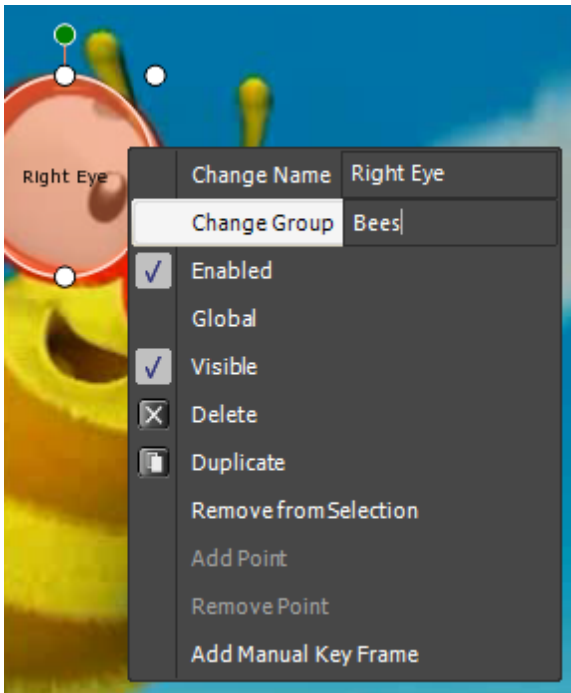 Right Eye
Change Name Right Eye
Change Group Bees
Enabled
Global
Visible
Delete
Duplicate
Remove from Selection
Add Point
Remove Point
Add Manual Key Frame